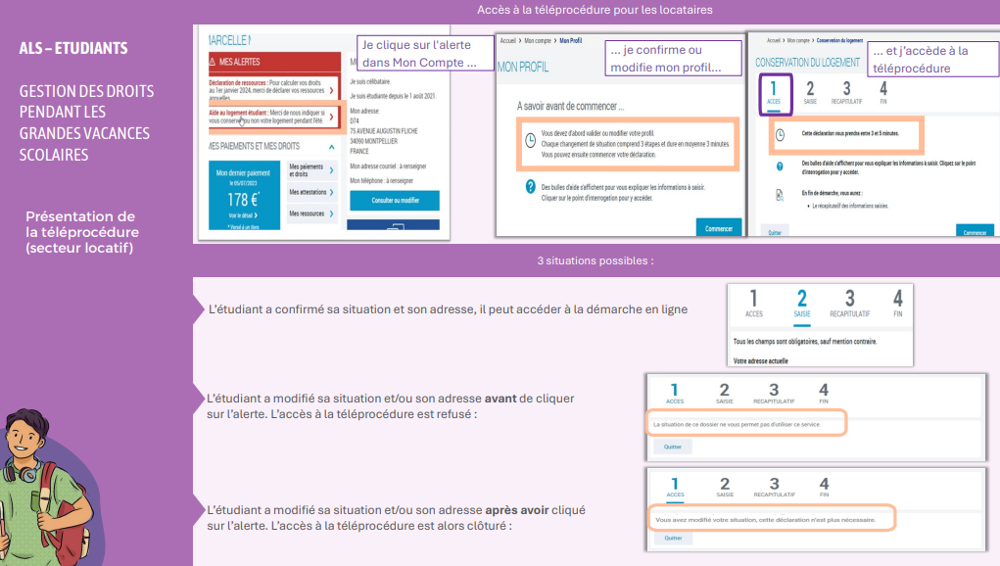 Accès à la téléprocédure pour les locataires
ALS – ETUDIANTS
GESTION DES DROITS
PENDANT LES
GRANDES VACANCES
SCOLAIRES
Présentation de
la téléprocédure
(secteur locatif)
MARCELLE
Je clique sur l'alerte
dans Mon Compte ...
MES ALERTES
Déclaration de ressources : Pour calculer vos droits
au 1er janvier 2024, merci de déclarer vos ressources
annuelles.
Aide au logement étudiant : Merci de nous indiquer si
vous conservez ou non votre logement pendant l'été.
MES PAIEMENTS ET MES DROITS
Mon dernier paiement
le 05/07/2023
178 €*
Voir le détail
* Versé à un tiers
Mes paiements
et droits
Mes attestations
Mes ressources
Je suis célibataire.
Je suis étudiante depuis le 1 août 2021.
Mon adresse:
D74
75 AVENUE AUGUSTIN FLICHE
34090 MONTPELLIER
FRANCE
Mon adresse courriel : à renseigner
Mon téléphone : à renseigner
Consulter ou modifier
Accueil > Mon compte > Mon Profil
MON PROFIL
... je confirme ou
modifie mon profil...
A savoir avant de commencer ...
Vous devez d'abord valider ou modifier votre profil.
Chaque changement de situation comprend 3 étapes et dure en moyenne 3 minutes.
Vous pouvez ensuite commencer votre déclaration.
Des bulles d'aide s'affichent pour vous expliquer les informations à saisir.
Cliquer sur le point d'interrogation pour y accéder.
Commencer
Accueil > Mon compte > Conservation du logement
CONSERVATION DU LOGEMENT
... et j'accède à la
téléprocédure
1 2 3 4
ACCES SAISIE RECAPITULATIF FIN
Cette déclaration vous prendra entre 3 et 5 minutes.
Des bulles d'aide s'affichent pour vous expliquer les informations à saisir. Cliquez sur le point
d'interrogation pour y accéder.
En fin de démarche, vous aurez :
• Le récapitulatif des informations saisies.
Quitter
Commencer
3 situations possibles :
L'étudiant a confirmé sa situation et son adresse, il peut accéder à la démarche en ligne
1 2 3 4
ACCES SAISIE RECAPITULATIF FIN
Tous les champs sont obligatoires, sauf mention contraire.
Votre adresse actuelle
L'étudiant a modifié sa situation et/ou son adresse avant de cliquer
sur l'alerte. L'accès à la téléprocédure est refusé :
1 2 3 4
ACCES SAISIE RECAPITULATIF FIN
La situation de ce dossier ne vous permet pas d'utiliser ce service.
Quitter
L'étudiant a modifié sa situation et/ou son adresse après avoir cliqué
sur l'alerte. L'accès à la téléprocédure est alors clôturé :
1 2 3 4
ACCES SAISIE RECAPITULATIF FIN
Vous avez modifié votre situation, cette déclaration n'est plus nécessaire.
Quitter